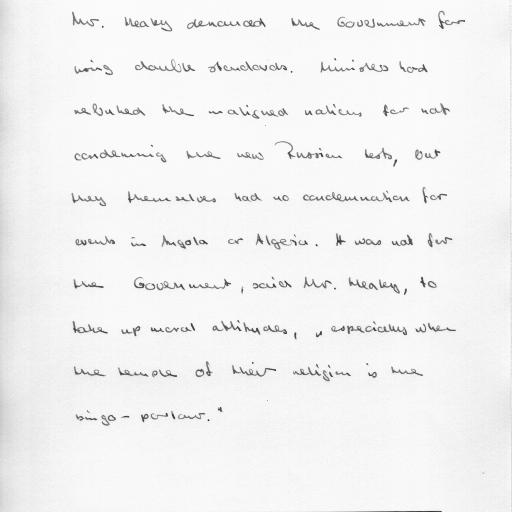 Mr. Healey denounced the Government for
using double standards. Ministers had
rebuked the maligned nations for not
condemning the new Russian tests, but
they themselves had no condemnation for
events in Angola or Algeria. It was not for
the Government, said Mr. Healey, to
take up moral attitudes, "especially when
the temple of their religion is the
bingo-parlour."